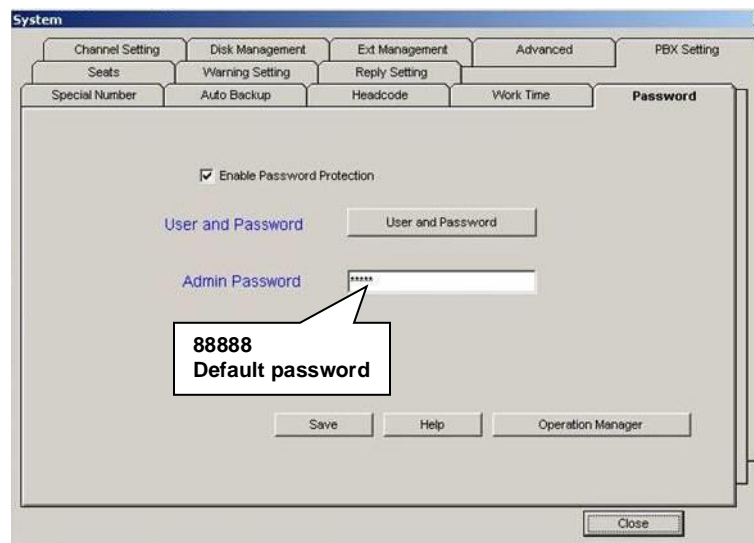 System
Channel Setting Disk Management Ext Management Advanced PBX Setting
Seats Warning Setting Reply Setting
Special Number Auto Backup Headcode Work Time Password
Enable Password Protection
User and Password User and Password
Admin Password *****
88888
Default password
Save Help Operation Manager
Close